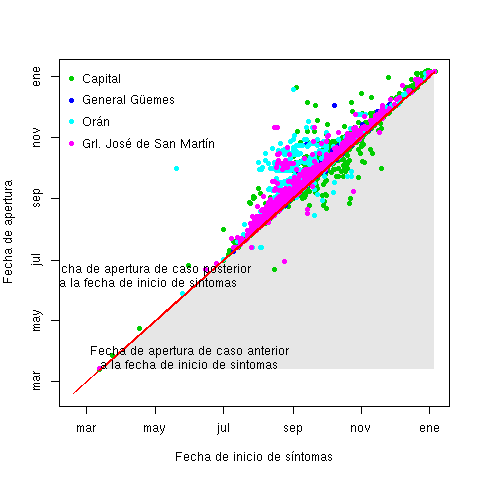 Capital
General Güemes
Orán
Grl. José de San Martín
Fecha de apertura
ene
nov
sep
jul
may
mar
cha de apertura de caso posterior
a la fecha de inicio de sintomas
Fecha de apertura de caso anterior
a la fecha de inicio de sintomas
mar
may
jul
sep
nov
ene
Fecha de inicio de síntomas